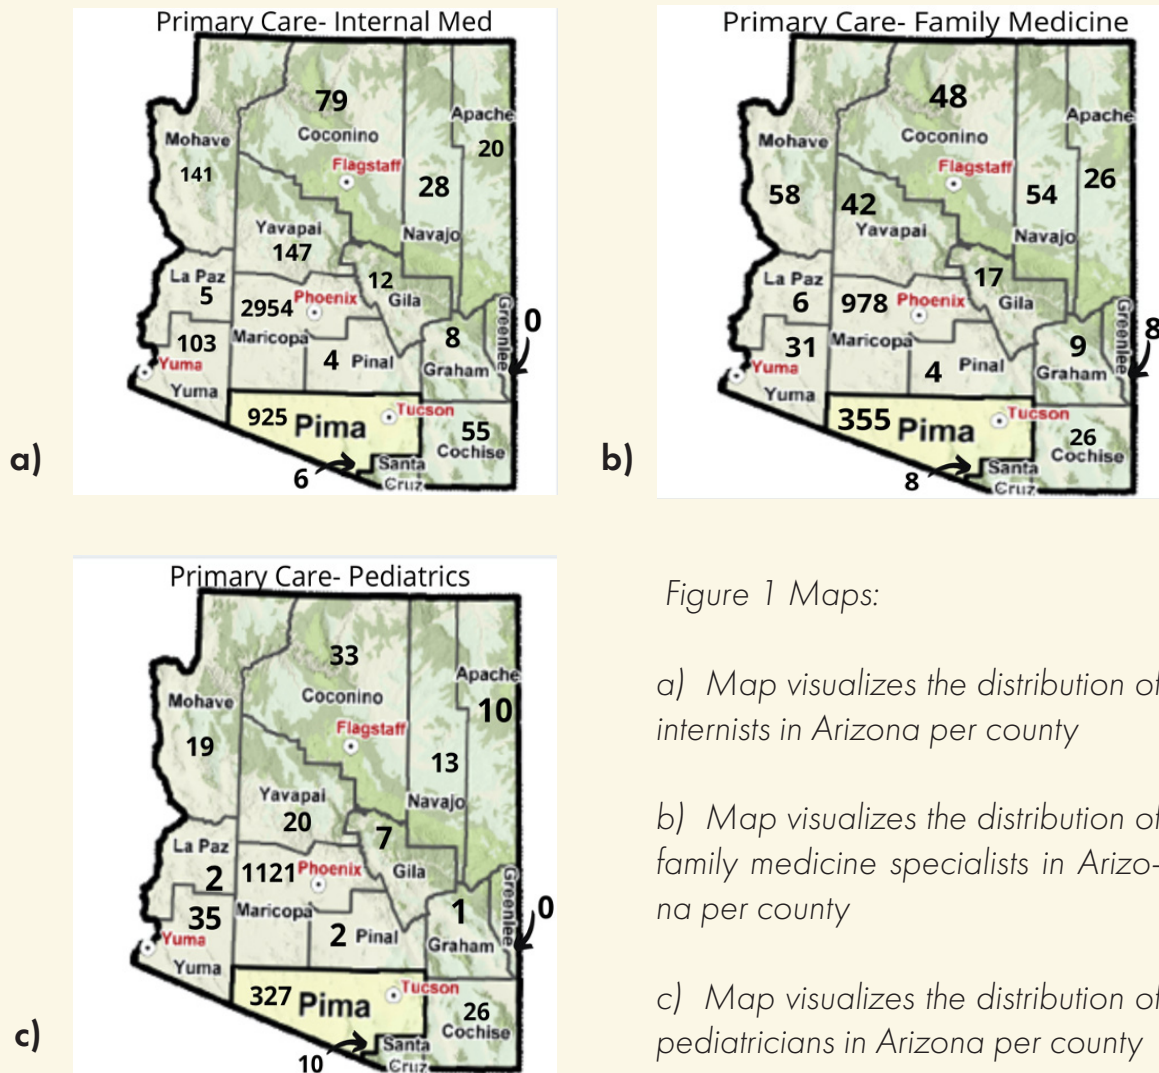 Primary Care- Internal Med
79
Apache
Mohave
Coconino
20
141
Flagstaff
28
Yavapai
Navajo
147
La Paz
12
5
2954
Phoenix
Gila
Greenlee
0
103
Maricopa
8
Yuma
4
Pinal
Graham
Yuma
925
Pima
Tucson
55
Cochise
a)
6
Santa
Cruz
Primary Care- Family Medicine
48
Apache
Mohave
Coconino
Flagstaff
26
58
42
54
Yavapai
Navajo
La Paz
17
6
978
Phoenix
Gila
Greenlee
8
31
Maricopa
9
Yuma
4
Pinal
Graham
Yuma
355
Pima
Tucson
26
Cochise
b)
8
Santa
Cruz
Primary Care- Pediatrics
33
Apache
Mohave
Coconino
10
Flagstaff
19
13
Yavapai
Navajo
20
7
La Paz
2
1121
Phoenix
Gila
Greenlee
0
35
Maricopa
1
Yuma
2
Pinal
Graham
Yuma
327
Pima
Tucson
26
Cochise
c)
10
Santa
Cruz
Figure 1 Maps:
a) Map visualizes the distribution of
internists in Arizona per county
b) Map visualizes the distribution of
family medicine specialists in Arizo-
na per county
c) Map visualizes the distribution of
pediatricians in Arizona per county